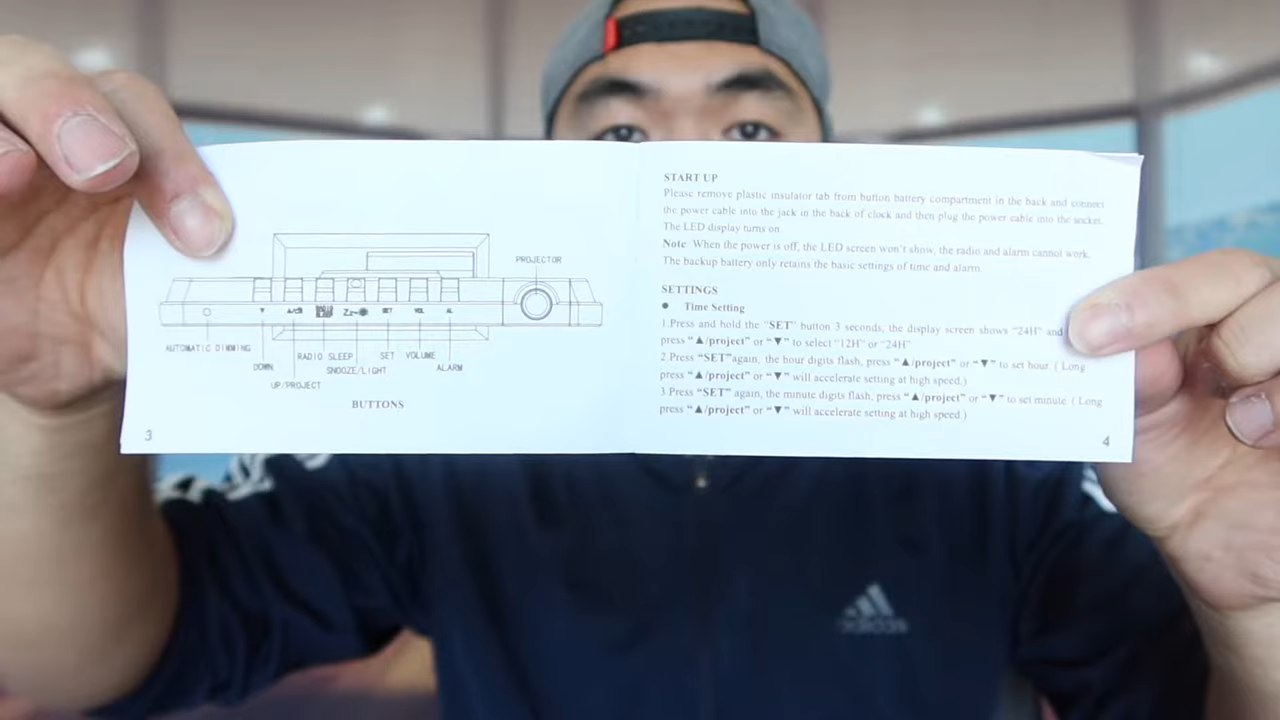 PROJECTOR
▼
SET
VOL
AL
AUTOMATIC DIMMING
DOWN
RADIO SLEEP
SET
VOLUME
UP/PROJECT
SNOOZE/LIGHT
ALARM
BUTTONS
3
START UP
Please remove plastic insulator tab from button battery compartment in the back and connect
the power cable into the jack in the back of clock and then plug the power cable into the socket.
The LED display turns on.
Note: When the power is off, the LED screen won't show, the radio and alarm cannot work.
The backup battery only retains the basic settings of time and alarm
SETTINGS
● Time Setting
1.Press and hold the "SET" button 3 seconds, the display screen shows "24H" and
press "▲/project" or "▼" to select "12H" or "24H"
2.Press "SET"again, the hour digits flash, press "▲/project" or "▼" to set hour. ( Long
press "▲/project" or "▼" will accelerate setting at high speed.)
3.Press "SET" again, the minute digits flash, press "▲/project" or "▼" to set minute. ( Long
press "▲/project" or "▼" will accelerate setting at high speed.)
4
adidas